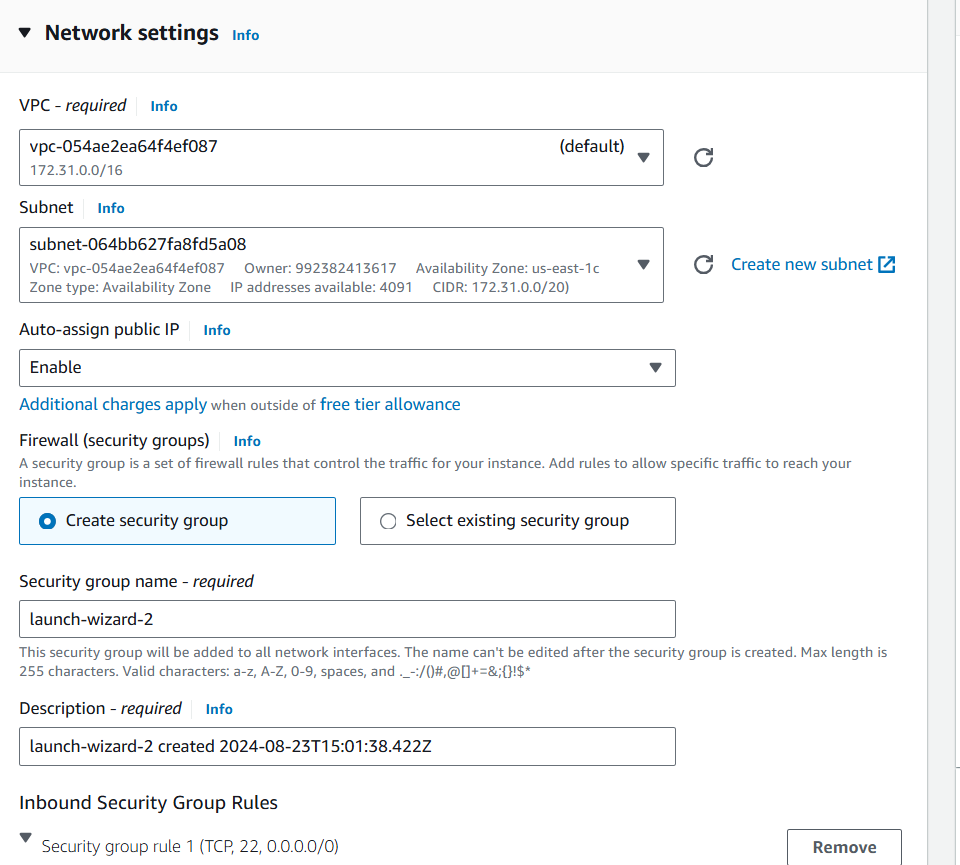 Network settings Info
VPC - required Info
vpc-054ae2ea64f4ef087 (default)
172.31.0.0/16
Subnet Info
subnet-064bb627fa8fd5a08
VPC: vpc-054ae2ea64f4ef087 Owner: 992382413617 Availability Zone: us-east-1c
Zone type: Availability Zone IP addresses available: 4091 CIDR: 172.31.0.0/20)
Create new subnet
Auto-assign public IP Info
Enable
Additional charges apply when outside of free tier allowance
Firewall (security groups) Info
A security group is a set of firewall rules that control the traffic for your instance. Add rules to allow specific traffic to reach your
instance.
Create security group Select existing security group
Security group name - required
launch-wizard-2
This security group will be added to all network interfaces. The name can't be edited after the security group is created. Max length is
255 characters. Valid characters: a-z, A-Z, 0-9, spaces, and ._-:/()#,@[]+=&;{}!$*
Description - required Info
launch-wizard-2 created 2024-08-23T15:01:38.422Z
Inbound Security Group Rules
Security group rule 1 (TCP, 22, 0.0.0.0/0) Remove